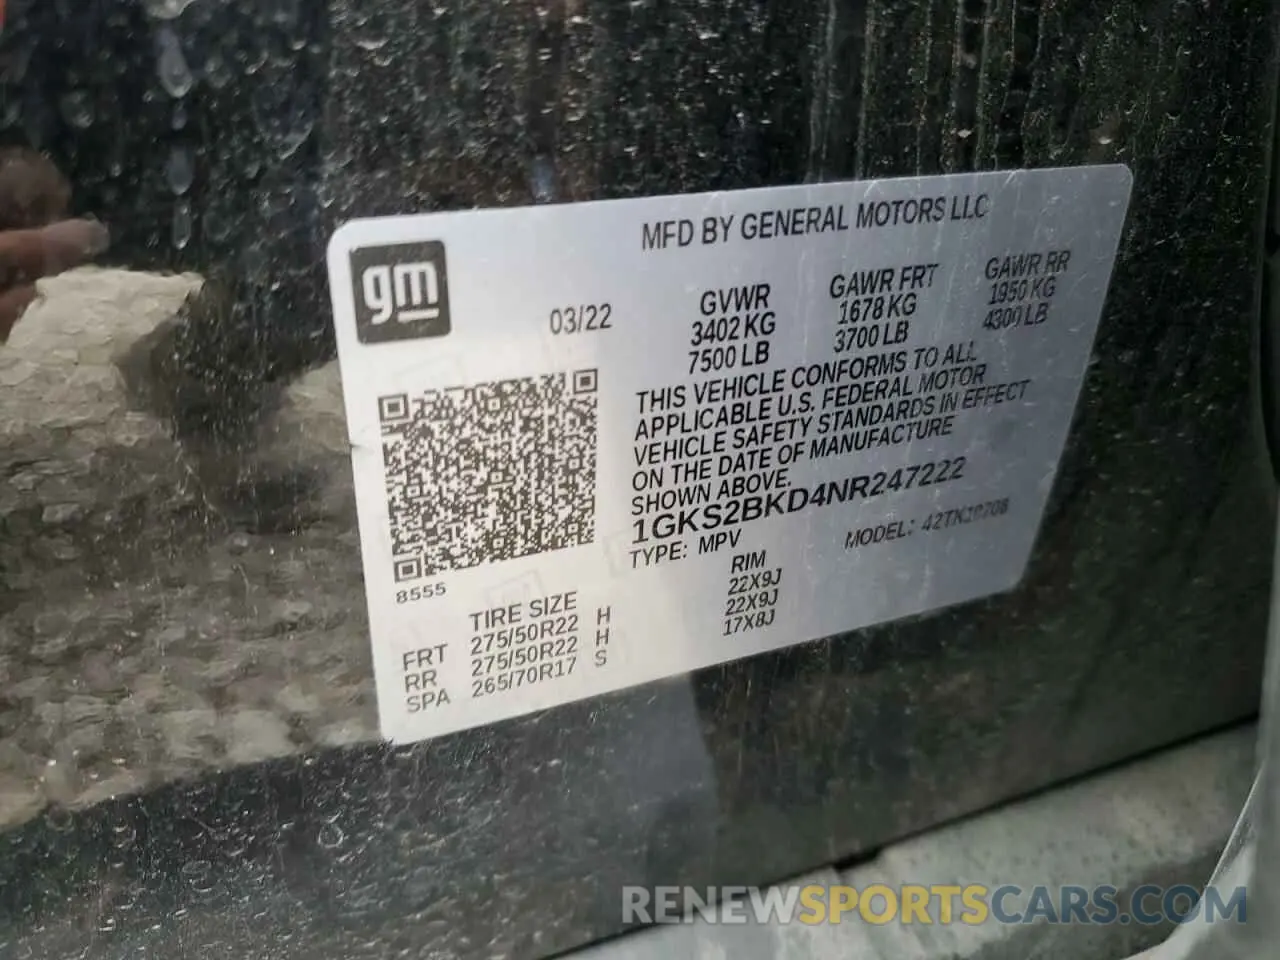 MFD BY GENERAL MOTORS LLC
gm
03/22
GVWR GAWR FRT GAWR RR
3402 KG 1678 KG 1950 KG
7500 LB 3700 LB 4300 LB
THIS VEHICLE CONFORMS TO ALL
APPLICABLE U.S. FEDERAL MOTOR
VEHICLE SAFETY STANDARDS IN EFFECT
ON THE DATE OF MANUFACTURE
SHOWN ABOVE.
1GKS2BKD4NR247222
TYPE: MPV MODEL:
8555
TIRE SIZE RIM
FRT 275/50R22 H 22X9J
RR 275/50R22 H 22X9J
SPA 265/70R17 S 17X8J
RENEWSPORTSCARS.COM